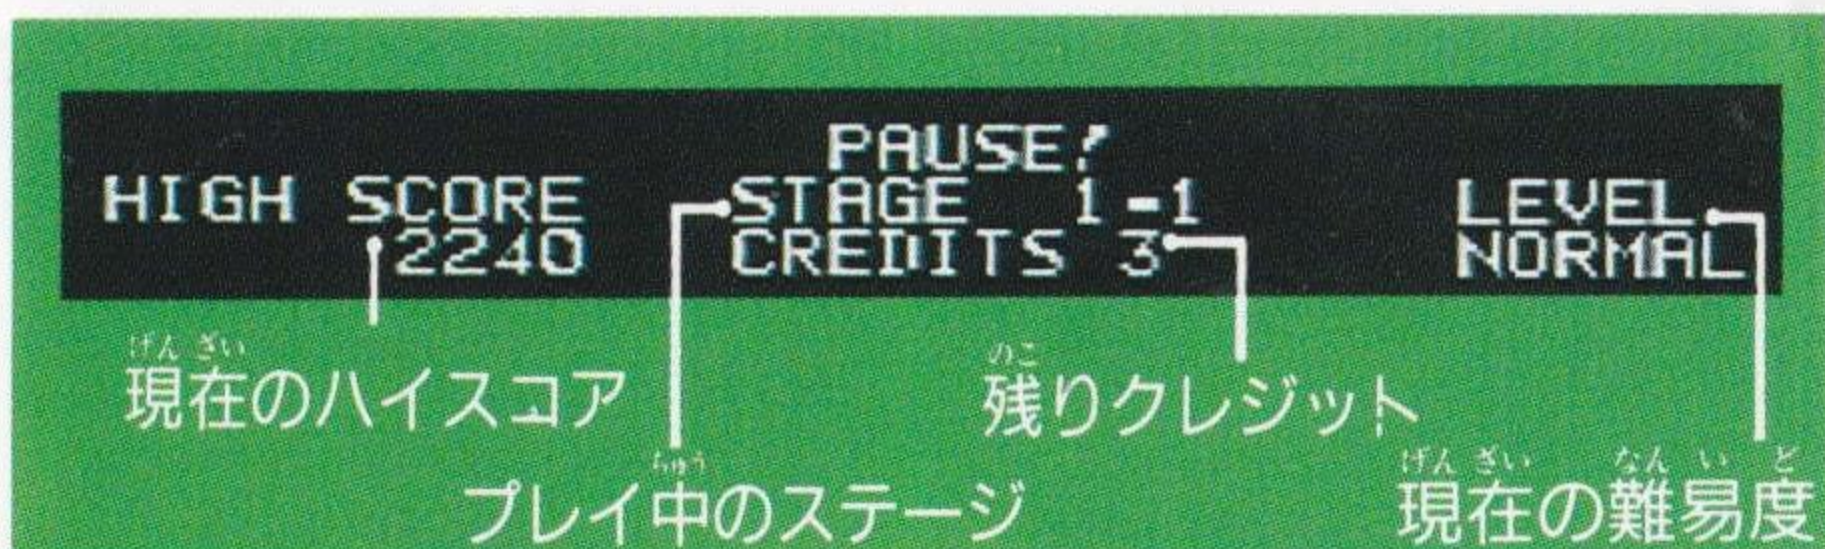 PAUSE!
HIGH SCORE STAGE 1-1 LEVEL
2240 CREDITS 3 NORMAL
げんざい のこ
現在のハイスコア 残りクレジット
ちゅう げんざい なんいど
プレイ中のステージ 現在の難易度